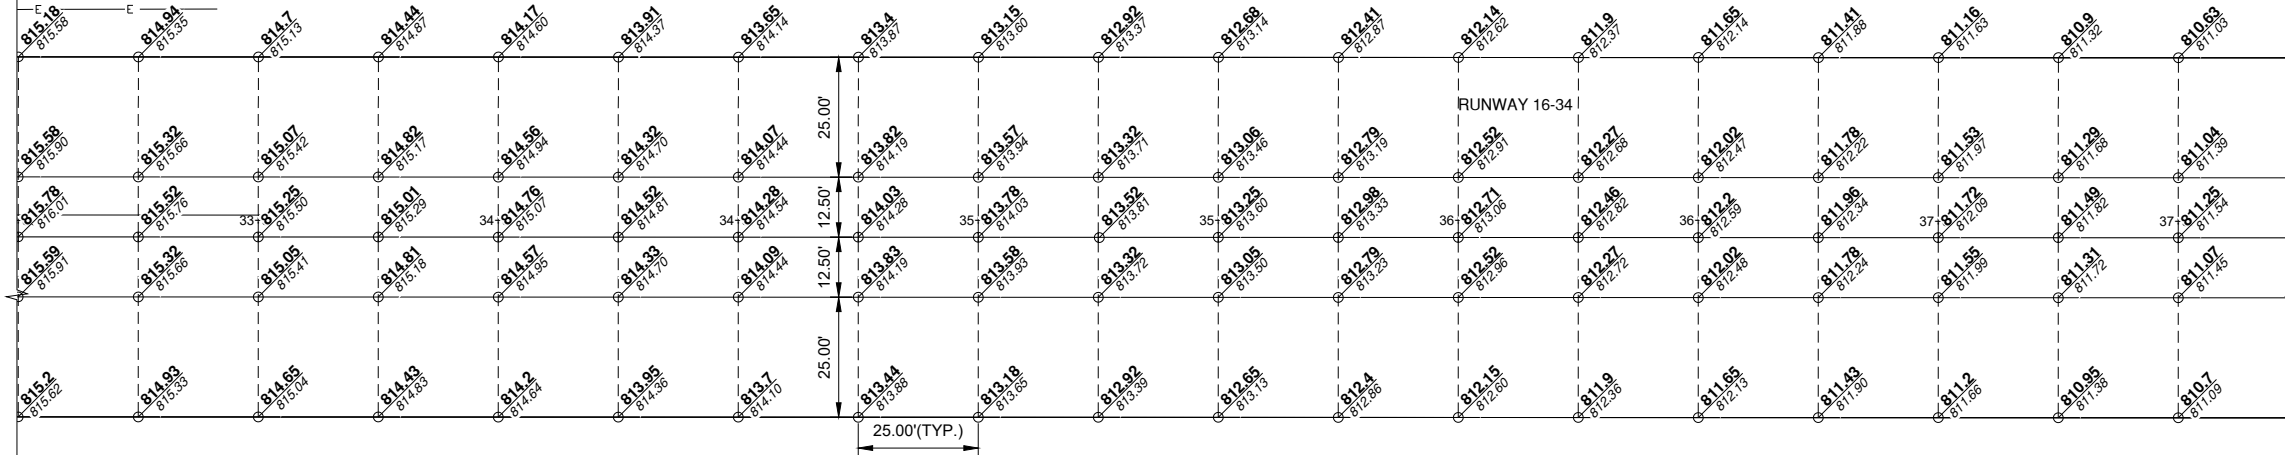 E E
815.18 814.94 814.7 814.44 814.17 813.91 813.65 813.4 813.15 812.92 812.68 812.41 812.14 811.9 811.65 811.41 811.16 810.9 810.63
815.58 815.35 815.13 814.87 814.60 814.37 814.14 813.87 813.60 813.37 813.14 812.87 812.62 812.37 812.14 811.88 811.63 811.32 811.03
25.00'
RUNWAY 16-34
815.58 815.32 815.07 814.82 814.56 814.32 814.07 813.82 813.57 813.32 813.06 812.79 812.52 812.27 812.02 811.78 811.53 811.29 811.04
815.90 815.66 815.42 815.17 814.94 814.70 814.44 814.19 813.94 813.71 813.46 813.19 812.91 812.68 812.47 812.22 811.97 811.68 811.39
12.50'
815.78 815.52 815.25 815.01 814.76 814.52 814.28 814.03 813.78 813.52 813.25 812.98 812.71 812.46 812.2 811.96 811.72 811.49 811.25
816.01 815.76 815.50 815.29 815.07 814.81 814.54 814.28 814.03 813.81 813.60 813.33 813.06 812.82 812.59 812.34 812.09 811.82 811.54
33 34 34 35 35 36 36 37 37
12.50'
815.59 815.32 815.05 814.81 814.57 814.33 814.09 813.83 813.58 813.32 813.05 812.79 812.52 812.27 812.02 811.78 811.55 811.31 811.07
815.91 815.66 815.41 815.18 814.95 814.70 814.44 814.19 813.93 813.72 813.50 813.23 812.96 812.72 812.48 812.24 811.99 811.72 811.45
25.00'
815.2 814.93 814.65 814.43 814.2 813.95 813.7 813.44 813.18 812.92 812.65 812.4 812.15 811.9 811.65 811.43 811.2 810.95 810.7
815.62 815.33 815.04 814.83 814.64 814.36 814.10 813.88 813.65 813.39 813.13 812.86 812.60 812.36 812.13 811.90 811.66 811.38 811.09
25.00'(TYP.)